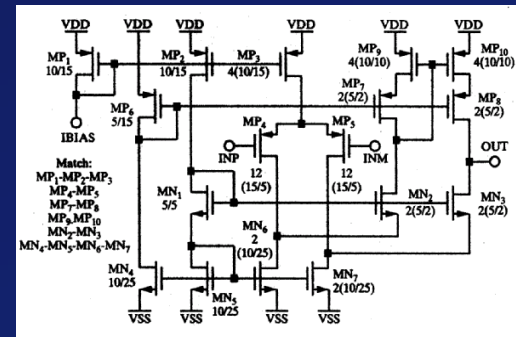 VDD
VDD
VDD
VDD
VDD
VDD
MP1
10/15
MP2
10/15
MP3
4(10/15)
MP9
4(10/10)
MP10
4(10/10)
MP6
5/15
MP7
2(5/2)
MP8
2(5/2)
IBIAS
MP4
MP5
INP
INM
OUT
12
(15/5)
12
(15/5)
Match:
MP1-MP2-MP3
MP4-MP5
MP7-MP8
MP9,MP10
MN2-MN3
MN4-MN5-MN6-MN7
MN1
5/5
MN2
2(5/2)
MN3
2(5/2)
MN6
2
(10/25)
MN4
10/25
MN5
10/25
MN7
2(10/25)
VSS
VSS
VSS
VSS